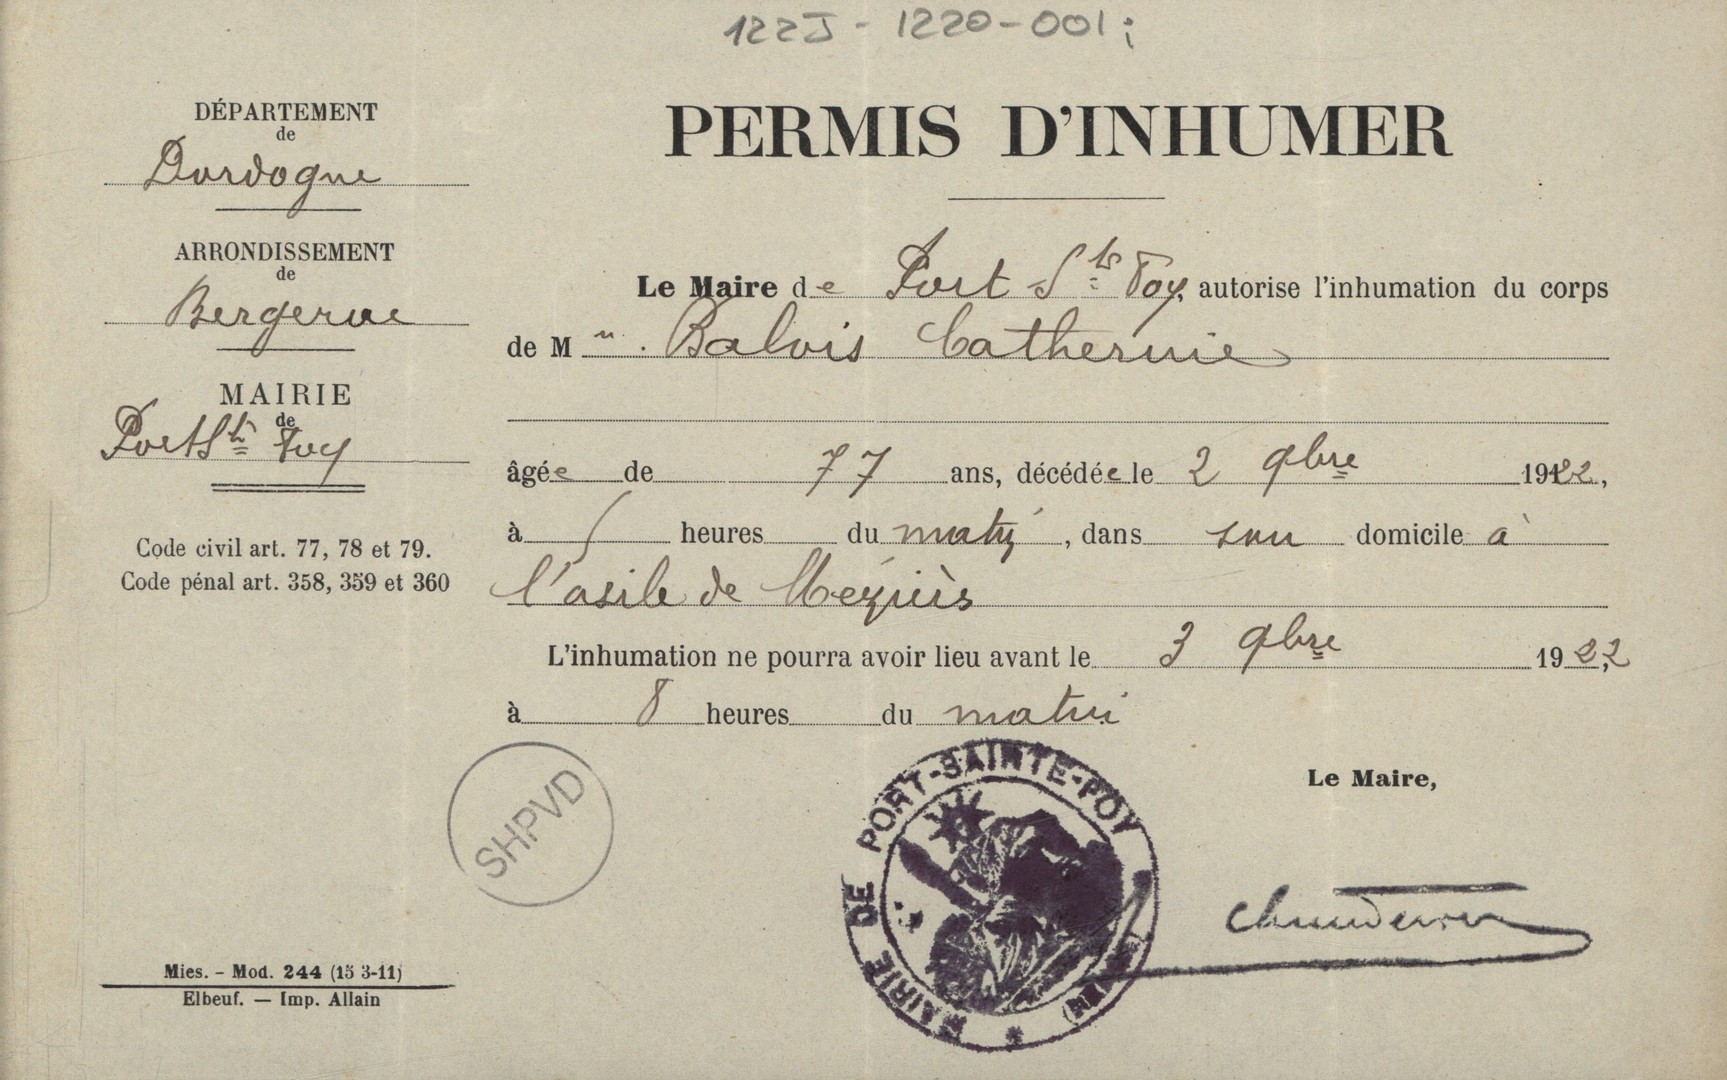 122J - 1220-001;
DÉPARTEMENT
de
Dordogne
ARRONDISSEMENT
de
Bergerac
MAIRIE
de
Port Ste Foy
Code civil art. 77, 78 et 79.
Code pénal art. 358, 359 et 360
Mies. - Mod. 244 (15 3-11)
Elbeuf. — Imp. Allain
PERMIS D'INHUMER
Le Maire de Port Ste Foy, autorise l'inhumation du corps
de M Balois Catherine
âgée de 77 ans, décédée le 2 9bre 1922,
à 5 heures du matin, dans son domicile à
l'asile de
L'inhumation ne pourra avoir lieu avant le 3 9bre 1922,
à 8 heures du matin
Le Maire,
SHPVD
MAIRIE DE PORT-SAINTE-FOY